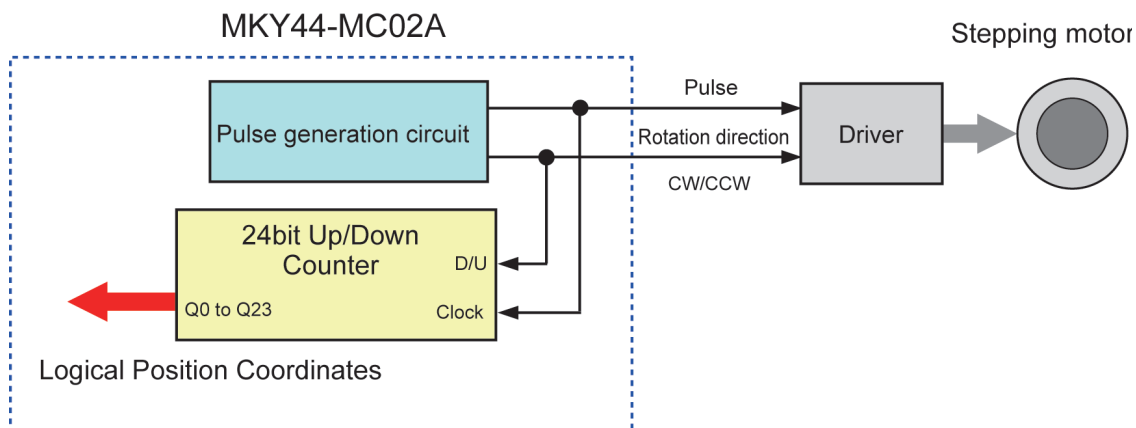 MKY44-MC02A
Stepping motor
Pulse generation circuit
Pulse
Rotation direction
CW/CCW
Driver
24bit Up/Down
Counter
D/U
Q0 to Q23
Clock
Logical Position Coordinates